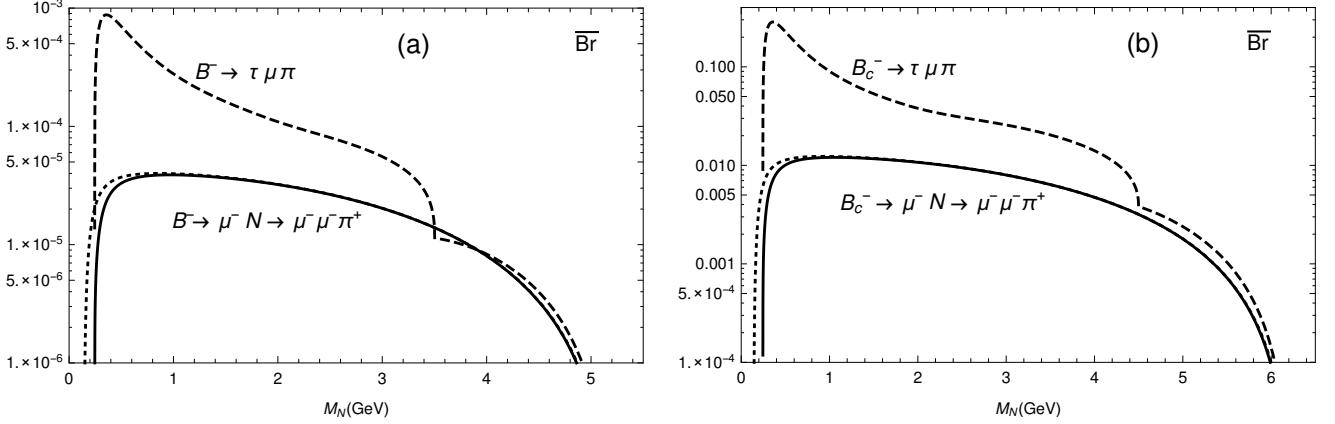 (a)
B̅r̅
B⁻→ τ μ π
B⁻→ μ⁻ N → μ⁻ μ⁻ π⁺
1.×10⁻³
5.×10⁻⁴
1.×10⁻⁴
5.×10⁻⁵
1.×10⁻⁵
5.×10⁻⁶
1.×10⁻⁶
0 1 2 3 4 5
M_N(GeV)
(b)
B̅r̅
B_c⁻→ τ μ π
B_c⁻→ μ⁻ N → μ⁻ μ⁻ π⁺
0.100
0.050
0.010
0.005
0.001
5.×10⁻⁴
1.×10⁻⁴
0 1 2 3 4 5 6
M_N(GeV)